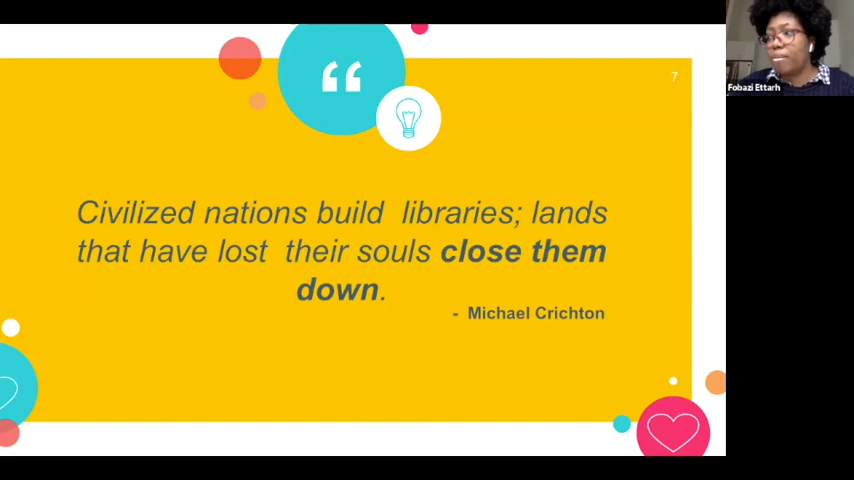 “
7
Fobazi Ettarh
Civilized nations build  libraries; lands
that have lost  their souls close them
down.
-  Michael Crichton